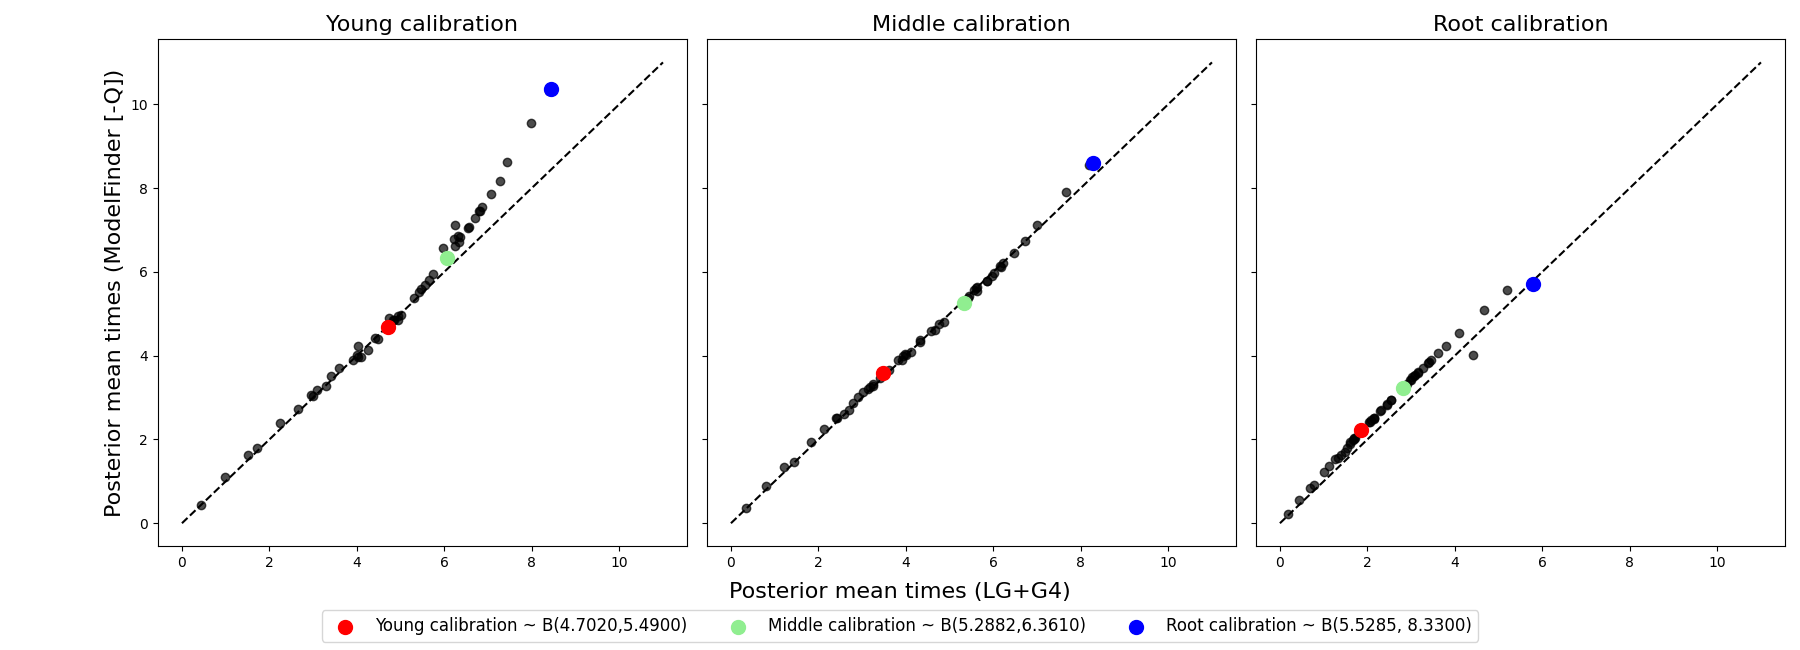 Young calibration
Middle calibration
Root calibration
Posterior mean times (ModelFinder [-Q])
10
8
6
4
2
0
0 2 4 6 8 10
0 2 4 6 8 10
0 2 4 6 8 10
Posterior mean times (LG+G4)
Young calibration ~ B(4.7020,5.4900)
Middle calibration ~ B(5.2882,6.3610)
Root calibration ~ B(5.5285, 8.3300)